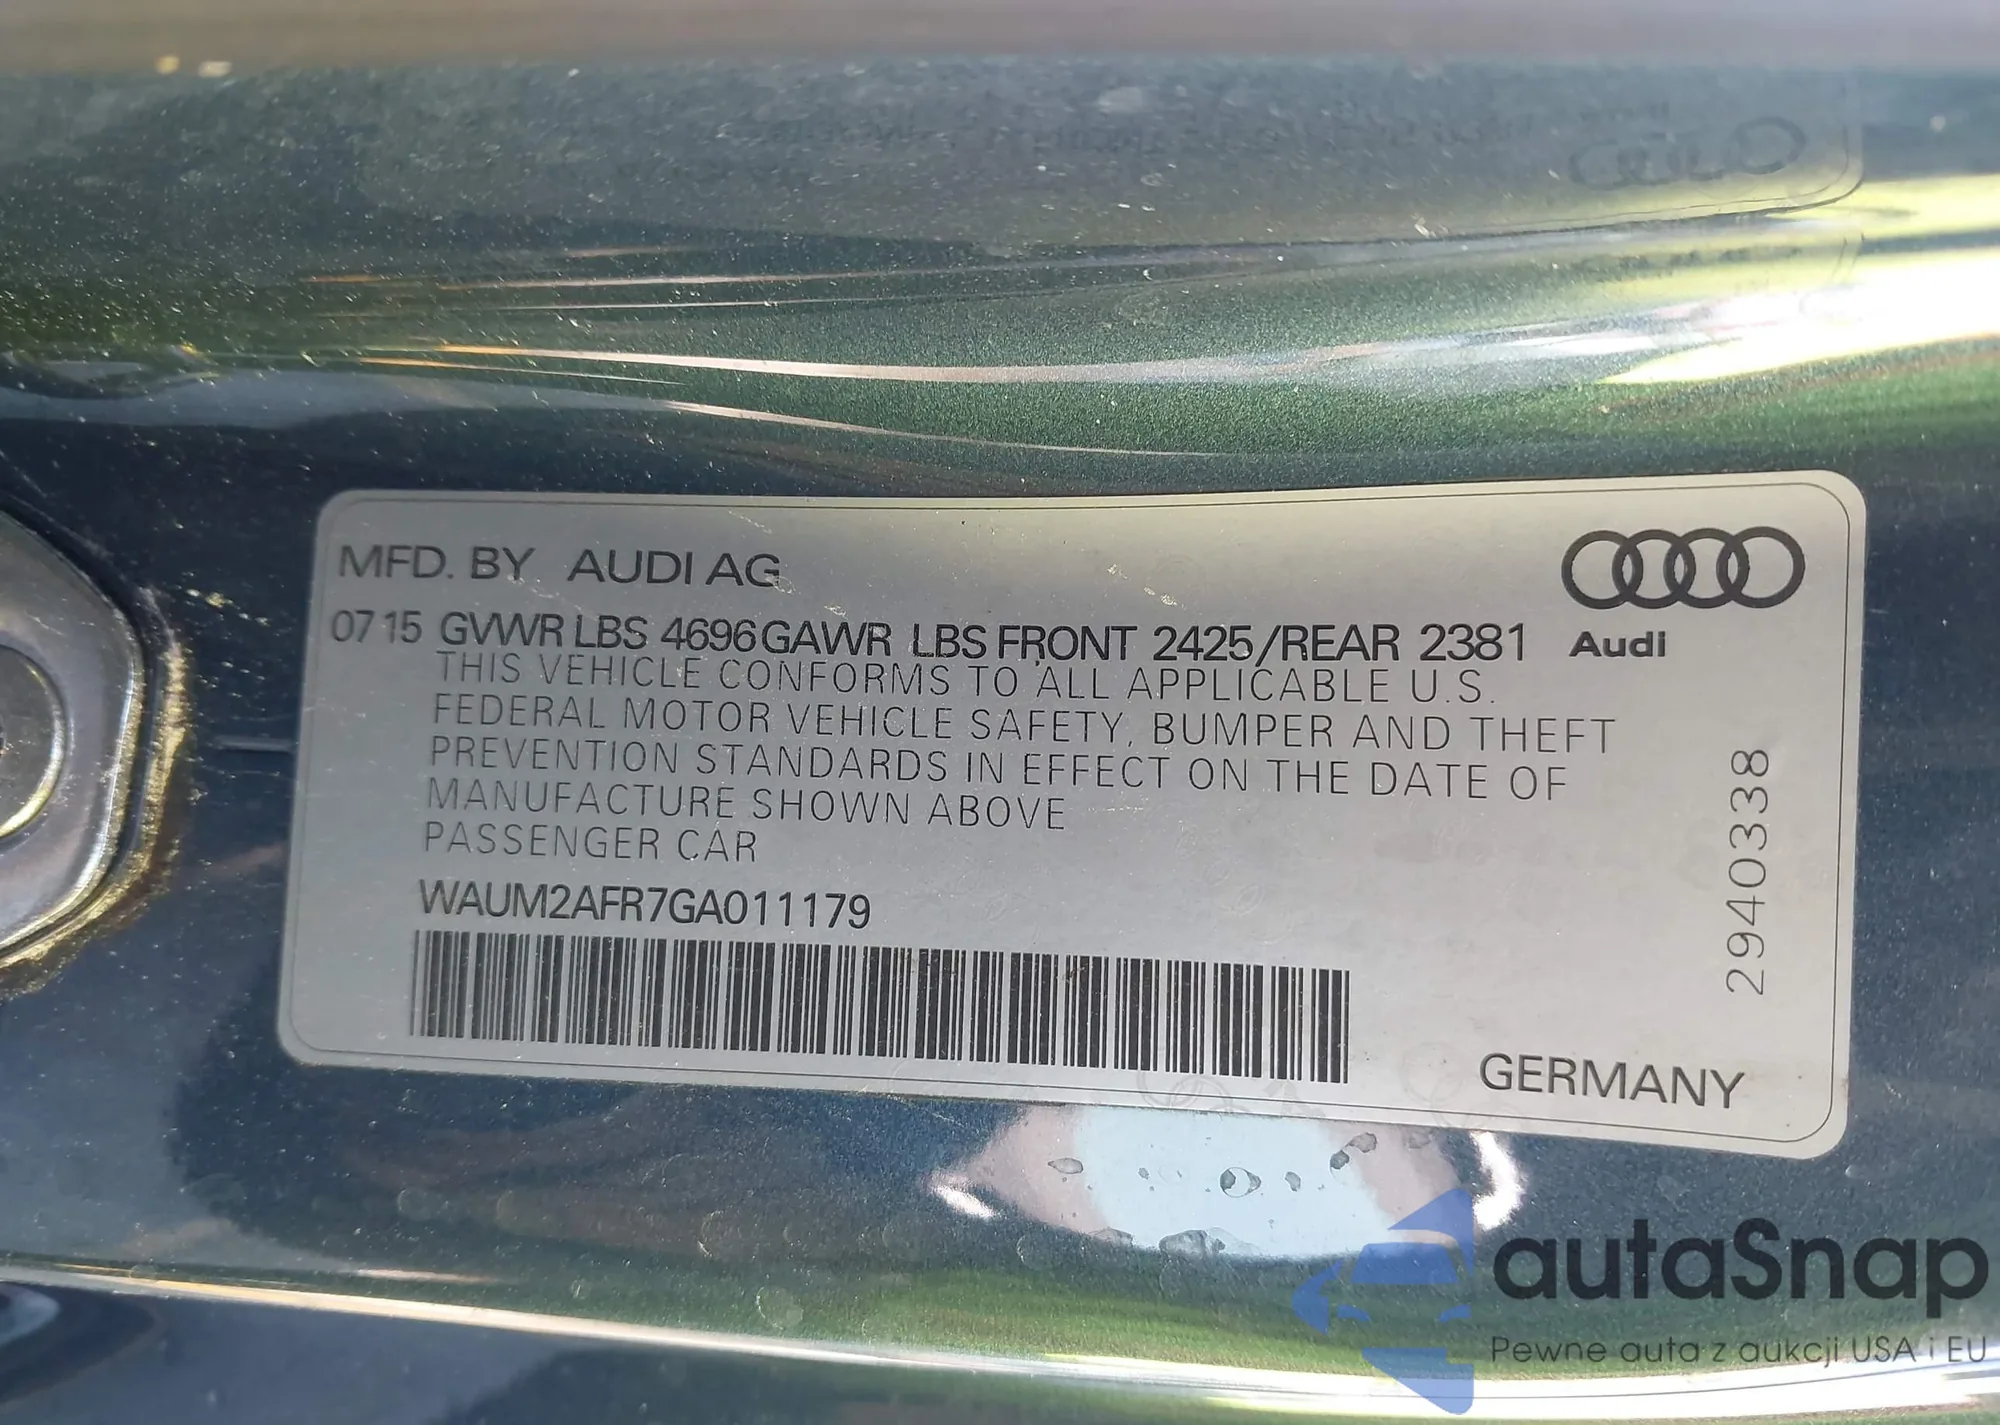 MFD. BY AUDI AG
0715 GVWR LBS 4696 GAWR LBS FRONT 2425/REAR 2381
Audi
THIS VEHICLE CONFORMS TO ALL APPLICABLE U.S.
FEDERAL MOTOR VEHICLE SAFETY, BUMPER AND THEFT
PREVENTION STANDARDS IN EFFECT ON THE DATE OF
MANUFACTURE SHOWN ABOVE
PASSENGER CAR
WAUM2AFR7GA011179
2940338
GERMANY
autaSnap
Pewne auta z aukcji USA i EU